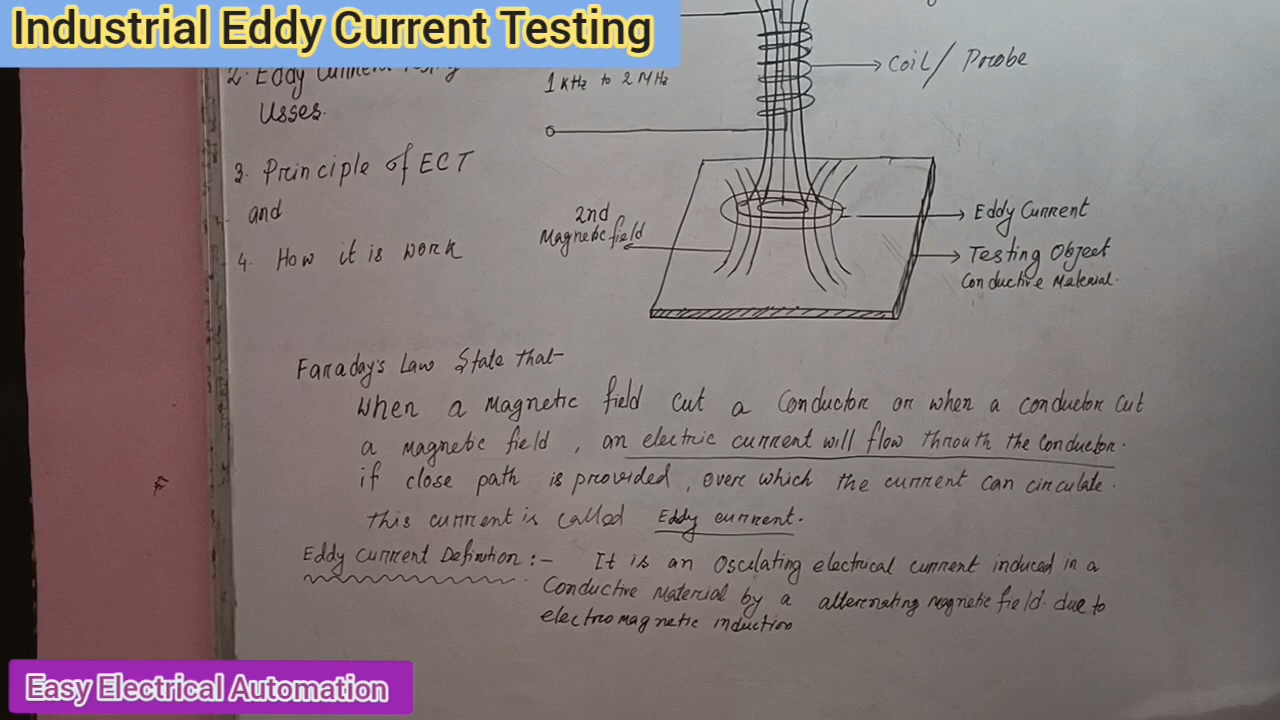 Industrial Eddy Current Testing
2. Eddy Current Testing
Usses.
3. Principle of ECT
and
4. How it is work
1 KHz to 2 MHz
Coil / Probe
2nd
Magnetic field
Eddy Current
Testing Object
Conductive Material.
Faraday's Law State that-
When a Magnetic field cut a conductor or when a conductor cut
a magnetic field, an electric current will flow throuth the conductor.
if close path is provided, over which the current can circulate.
This current is called Eddy current.
Eddy Current Definition :- It is an Osculating electrical current induced in a
Conductive Material by a alternating magnetic field. due to
electromagnetic induction
Easy Electrical Automation